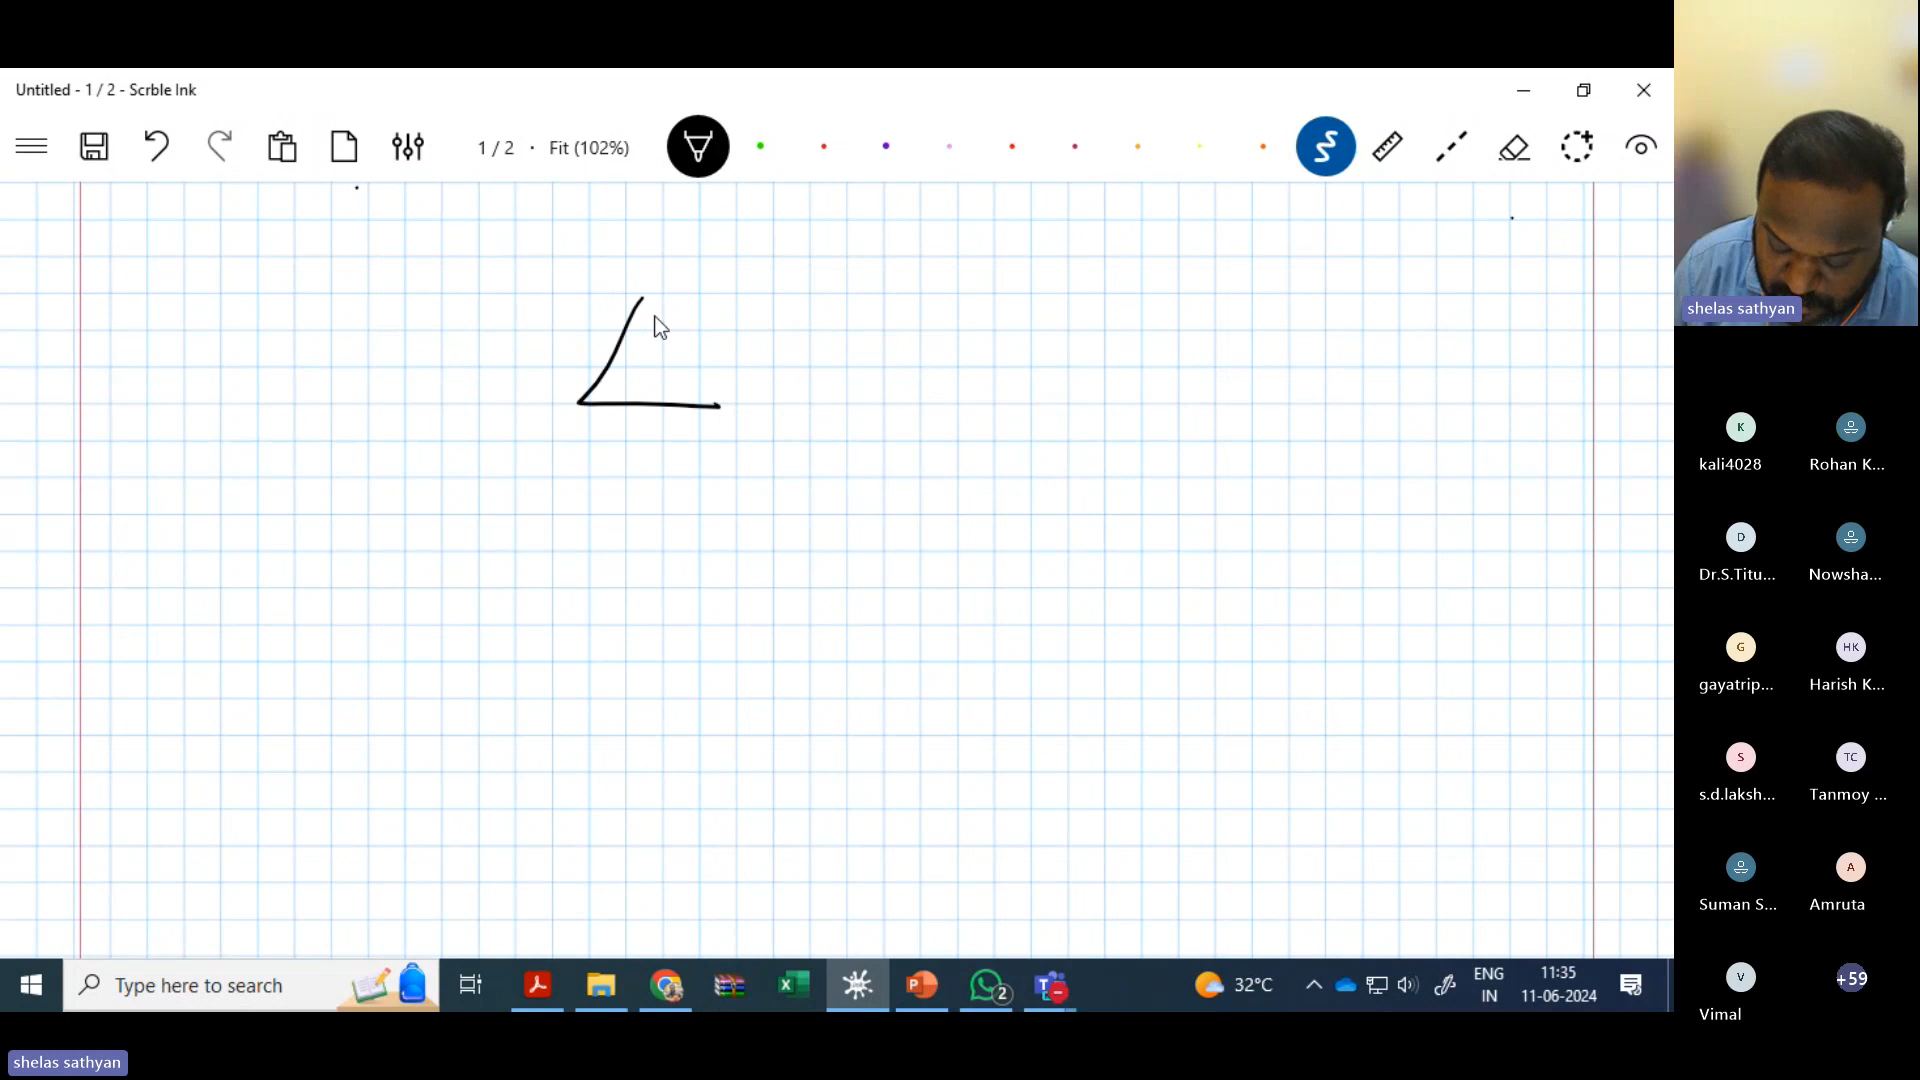 Untitled - 1 / 2 - Scrble Ink
1 / 2 · Fit (102%)
shelas sathyan
K
kali4028
Rohan K...
D
Dr.S.Titu...
Nowsha...
G
gayatrip...
HK
Harish K...
S
s.d.laksh...
TC
Tanmoy ...
Suman S...
A
Amruta
V
Vimal
+59
Type here to search
2
32°C
ENG
IN
11:35
11-06-2024
shelas sathyan